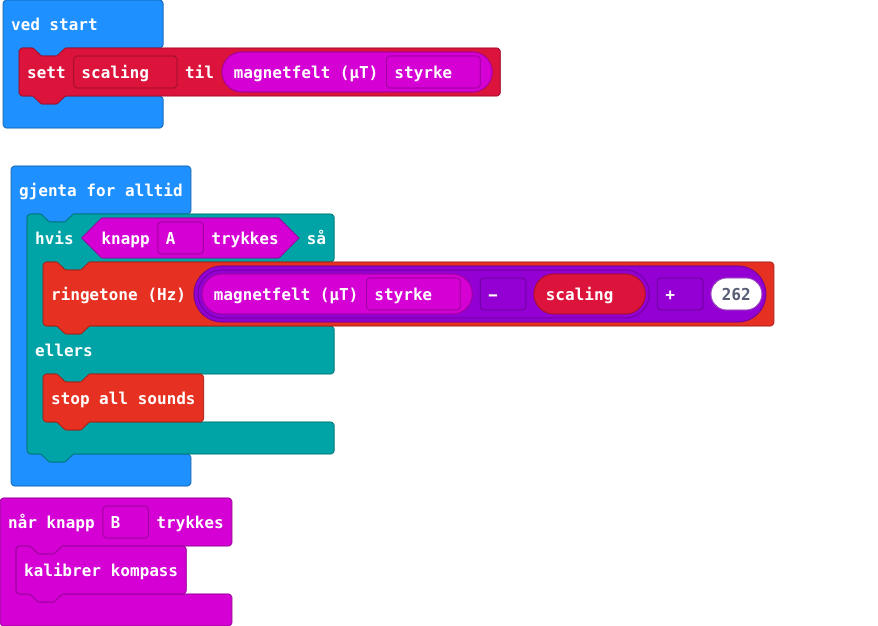 ved start
sett scaling til magnetfelt (µT) styrke
gjenta for alltid
hvis knapp A trykkes så
ringetone (Hz) magnetfelt (µT) styrke - scaling + 262
ellers
stop all sounds
når knapp B trykkes
kalibrer kompass